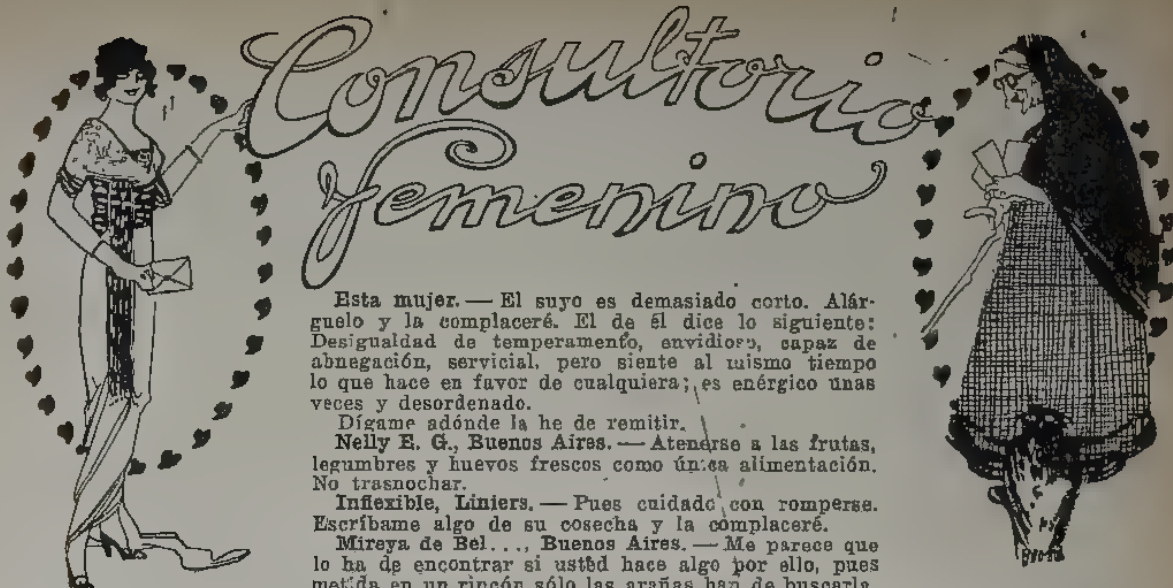 Consultorio
femenino
Esta mujer. — El suyo es demasiado corto. Alár-
guelo y la complaceré. El de él dice lo siguiente:
Desigualdad de temperamento, envidioso, capaz de
abnegación, servicial, pero siente al mismo tiempo
lo que hace en favor de cualquiera; es enérgico unas
veces y desordenado.
Dígame adónde la he de remitir.
Nelly E. G., Buenos Aires. — Atenerse a las frutas,
legumbres y huevos frescos como única alimentación.
No trasnochar.
Inflexible, Liniers. — Pues cuidado con romperse.
Escríbame algo de su cosecha y la complaceré.
Mireya de Bel..., Buenos Aires. — Me parece que
lo ha de encontrar si usted hace algo por ello, pues
metida en un rincón sólo las arañas han de buscarla.